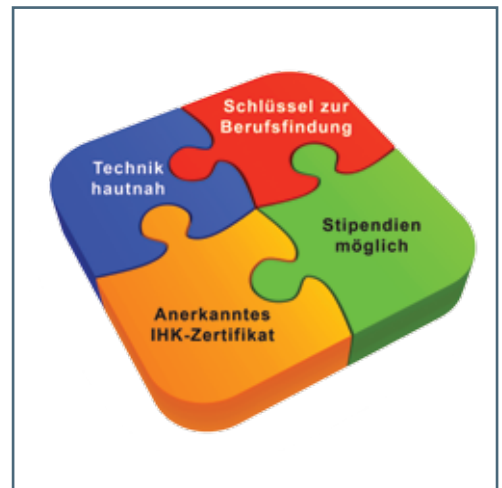 Schlüssel zur
Berufsfindung
Technik
hautnah
Stipendien
möglich
Anerkanntes
IHK-Zertifikat